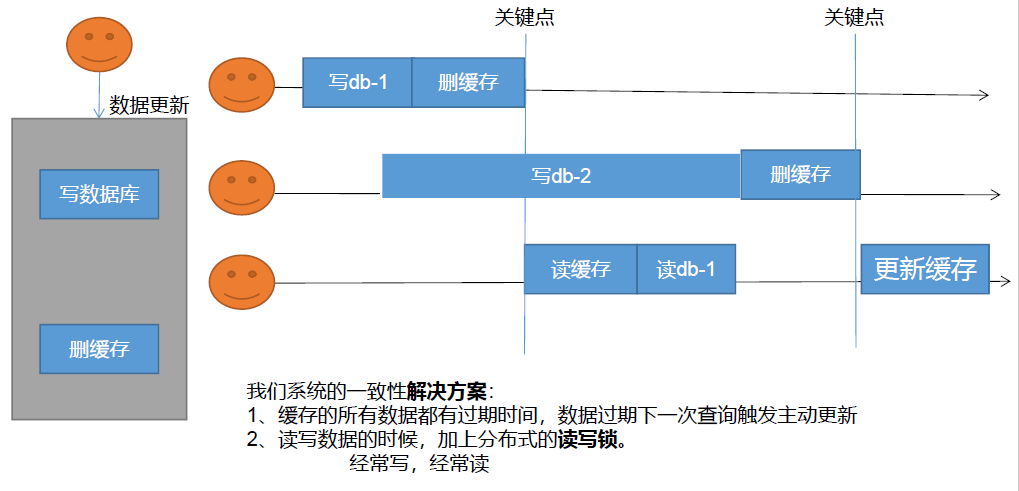 关键点
关键点
数据更新
写db-1
删缓存
写数据库
写db-2
删缓存
读缓存
读db-1
更新缓存
删缓存
我们系统的一致性解决方案：
1、缓存的所有数据都有过期时间，数据过期下一次查询触发主动更新
2、读写数据的时候，加上分布式的读写锁。
经常写，经常读